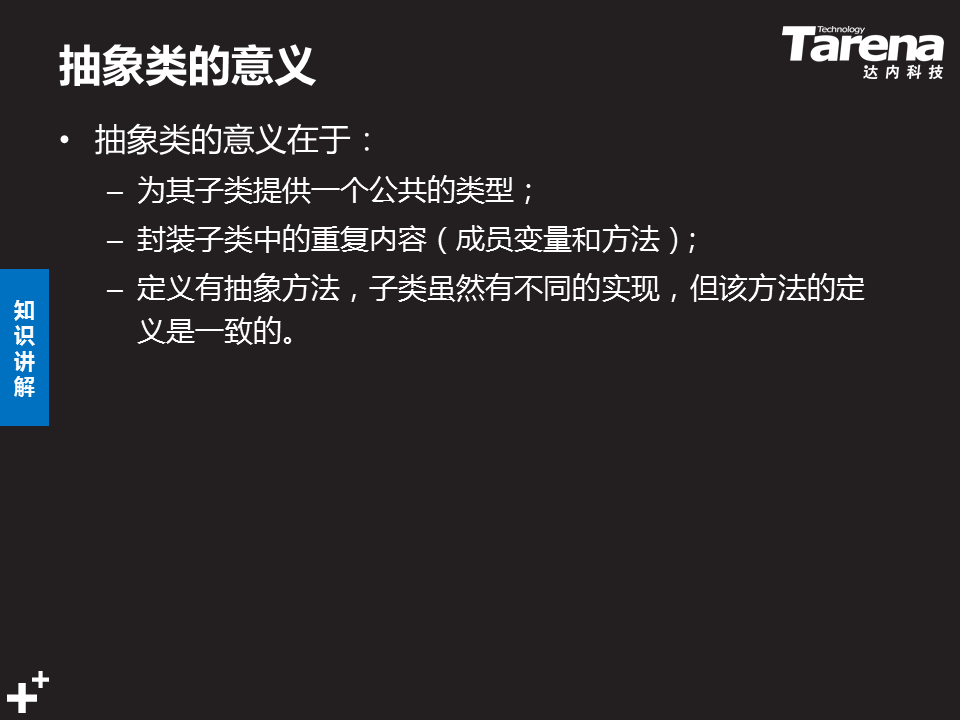 抽象类的意义
Technology
Tarena
达内科技
• 抽象类的意义在于：
– 为其子类提供一个公共的类型；
– 封装子类中的重复内容（成员变量和方法）；
– 定义有抽象方法，子类虽然有不同的实现，但该方法的定
义是一致的。
知
识
讲
解